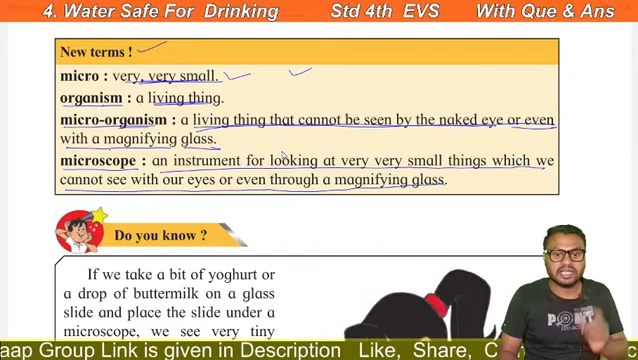 4. Water Safe For Drinking Std 4th EVS With Que & Ans
New terms !
micro : very, very small.
organism : a living thing.
micro-organism : a living thing that cannot be seen by the naked eye or even
with a magnifying glass.
microscope : an instrument for looking at very very small things which we
cannot see with our eyes or even through a magnifying glass.
Do you know ?
If we take a bit of yoghurt or
a drop of buttermilk on a glass
slide and place the slide under a
microscope, we see very tiny
aap Group Link is given in Description Like, Share,